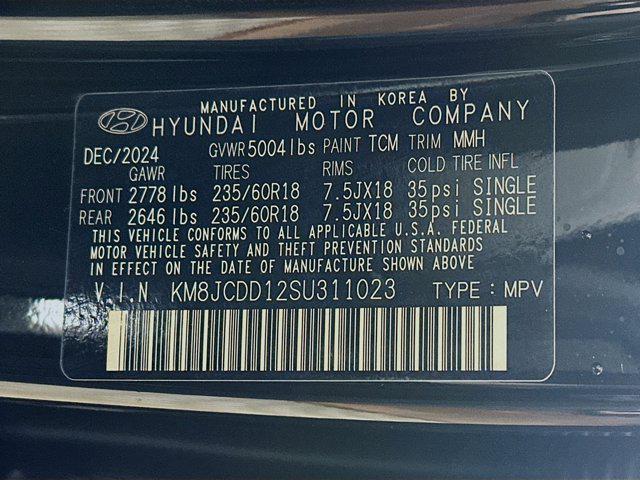 MANUFACTURED IN KOREA BY
HYUNDAI MOTOR COMPANY
DEC/2024 GVWR 5004 lbs PAINT TCM TRIM MMH
GAWR TIRES RIMS COLD TIRE INFL
FRONT 2778 lbs 235/60R18 7.5JX18 35psi SINGLE
REAR 2646 lbs 235/60R18 7.5JX18 35psi SINGLE
THIS VEHICLE CONFORMS TO ALL APPLICABLE U.S.A. FEDERAL
MOTOR VEHICLE SAFETY AND THEFT PREVENTION STANDARDS
IN EFFECT ON THE DATE OF MANUFACTURE SHOWN ABOVE
V.I.N KM8JCDD12SU311023 TYPE : MPV